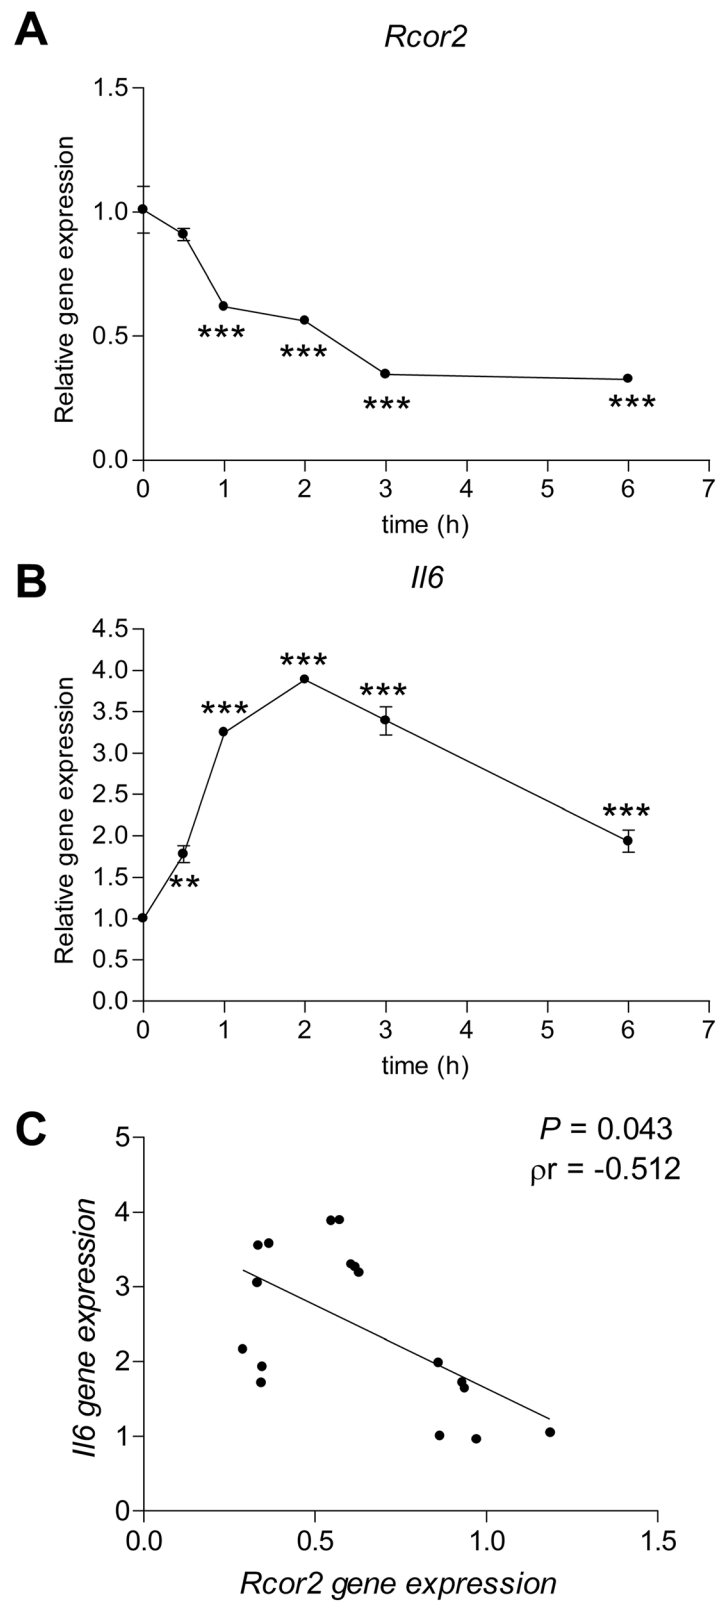 A
Rcor2
1.5
1.0
0.5
0.0
Relative gene expression
***
***
***
***
0 1 2 3 4 5 6 7
time (h)
B
Il6
4.5
4.0
3.5
3.0
2.5
2.0
1.5
1.0
0.5
0.0
Relative gene expression
**
***
***
***
***
0 1 2 3 4 5 6 7
time (h)
C
P = 0.043
ρr = -0.512
5
4
3
2
1
0
Il6 gene expression
0.0 0.5 1.0 1.5
Rcor2 gene expression